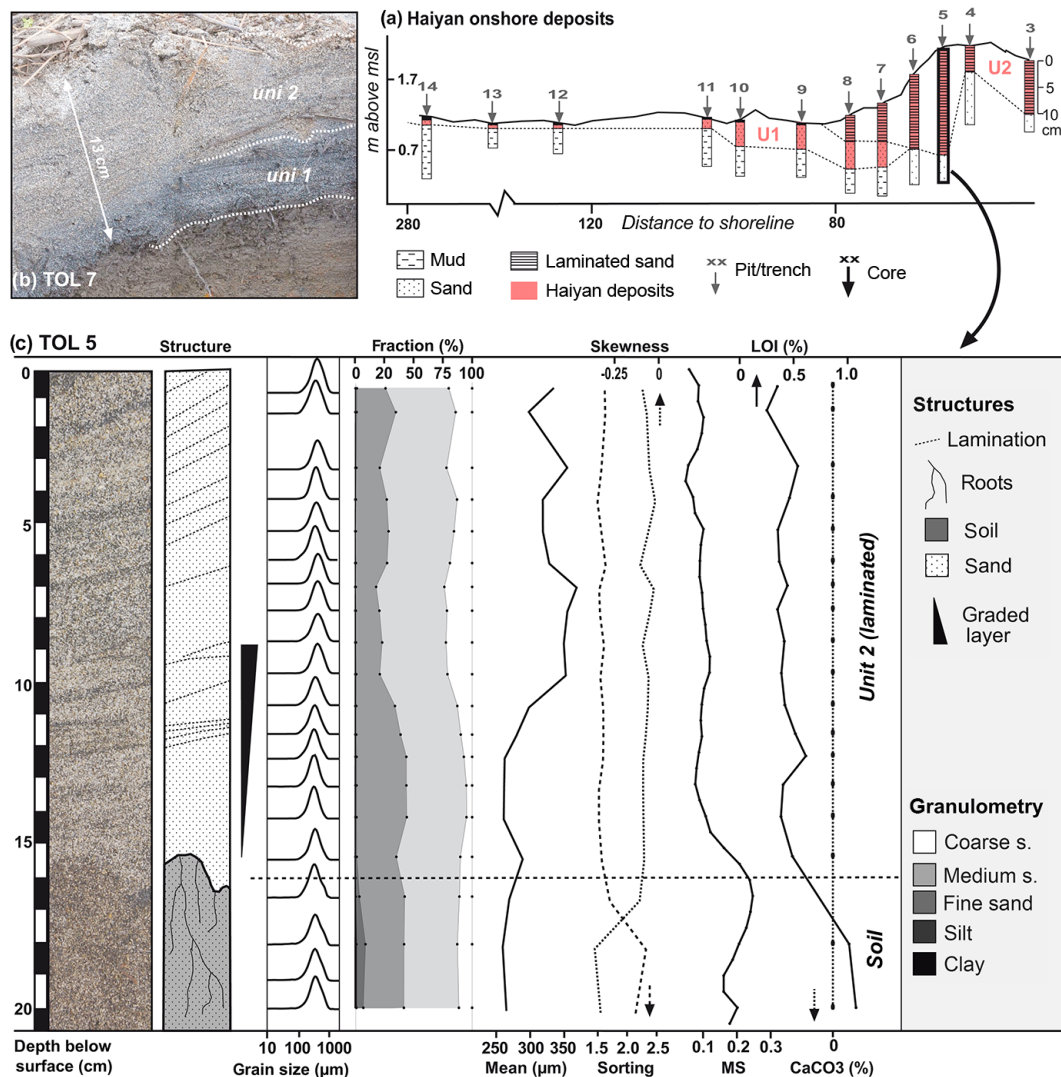 (a) Haiyan onshore deposits
m above msl
1.7
0.7
14
13
12
11
10
9
8
7
6
5
4
3
U1
U2
0
5
10
cm
280
120
80
Distance to shoreline
Mud
Sand
Laminated sand
Haiyan deposits
xx
Pit/trench
xx
Core
uni 2
uni 1
13 cm
(b) TOL 7
(c) TOL 5
Structure
Fraction (%)
Skewness
LOI (%)
0 25 50 75 100
-0.25 0
0 0.5 1.0
0
5
10
15
20
Unit 2 (laminated)
Soil
Depth below
surface (cm)
10 100 1000
Grain size (µm)
250 300 350
Mean (µm)
1.5 2.0 2.5
Sorting
0.1 0.2 0.3
MS
0
CaCO3 (%)
Structures
Lamination
Roots
Soil
Sand
Graded
layer
Granulometry
Coarse s.
Medium s.
Fine sand
Silt
Clay